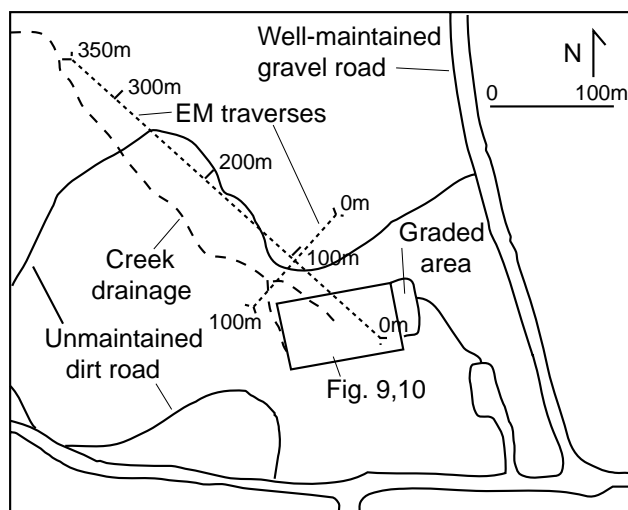 350m
Well-maintained
gravel road
N
0 100m
300m
EM traverses
200m
0m
100m
Graded
area
Creek
drainage
100m
0m
Unmaintained
dirt road
Fig. 9,10